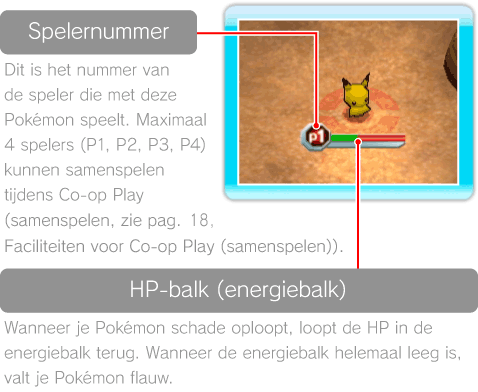 Spelernummer
Dit is het nummer van
de speler die met deze
Pokémon speelt. Maximaal
4 spelers (P1, P2, P3, P4)
kunnen samenspelen
tijdens Co-op Play
(samenspelen, zie pag. 18,
Faciliteiten voor Co-op Play (samenspelen)).
P1
HP-balk (energiebalk)
Wanneer je Pokémon schade oploopt, loopt de HP in de
energiebalk terug. Wanneer de energiebalk helemaal leeg is,
valt je Pokémon flauw.